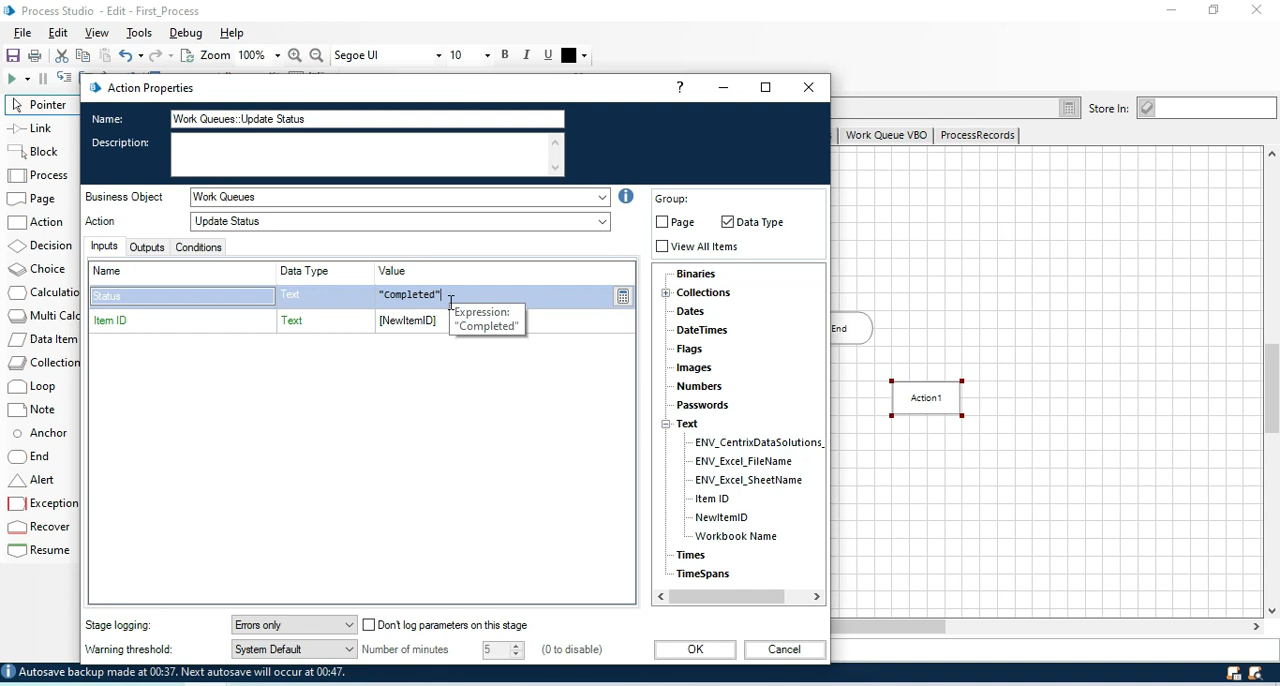 Process Studio - Edit - First_Process
File Edit View Tools Debug Help
Zoom 100% Segoe UI 10 B I U
Action Properties ?
Pointer
Link
Block
Process
Page
Action
Decision
Choice
Calculatio
Multi Calc
Data Item
Collection
Loop
Note
Anchor
End
Alert
Exception
Recover
Resume
Name: Work Queues::Update Status
Description:
Business Object Work Queues
Action Update Status
Inputs Outputs Conditions
Name Data Type Value
Status Text "Completed"
Item ID Text [NewItemID]
Expression:
"Completed"
Group:
Page Data Type
View All Items
Binaries
Collections
Dates
DateTimes
Flags
Images
Numbers
Passwords
Text
ENV_CentrixDataSolutions_
ENV_Excel_FileName
ENV_Excel_SheetName
Item ID
NewItemID
Workbook Name
Times
TimeSpans
Stage logging: Errors only Don't log parameters on this stage
Warning threshold: System Default Number of minutes 5 (0 to disable)
OK Cancel
Store In:
Work Queue VBO ProcessRecords
End
Action1
Autosave backup made at 00:37. Next autosave will occur at 00:47.